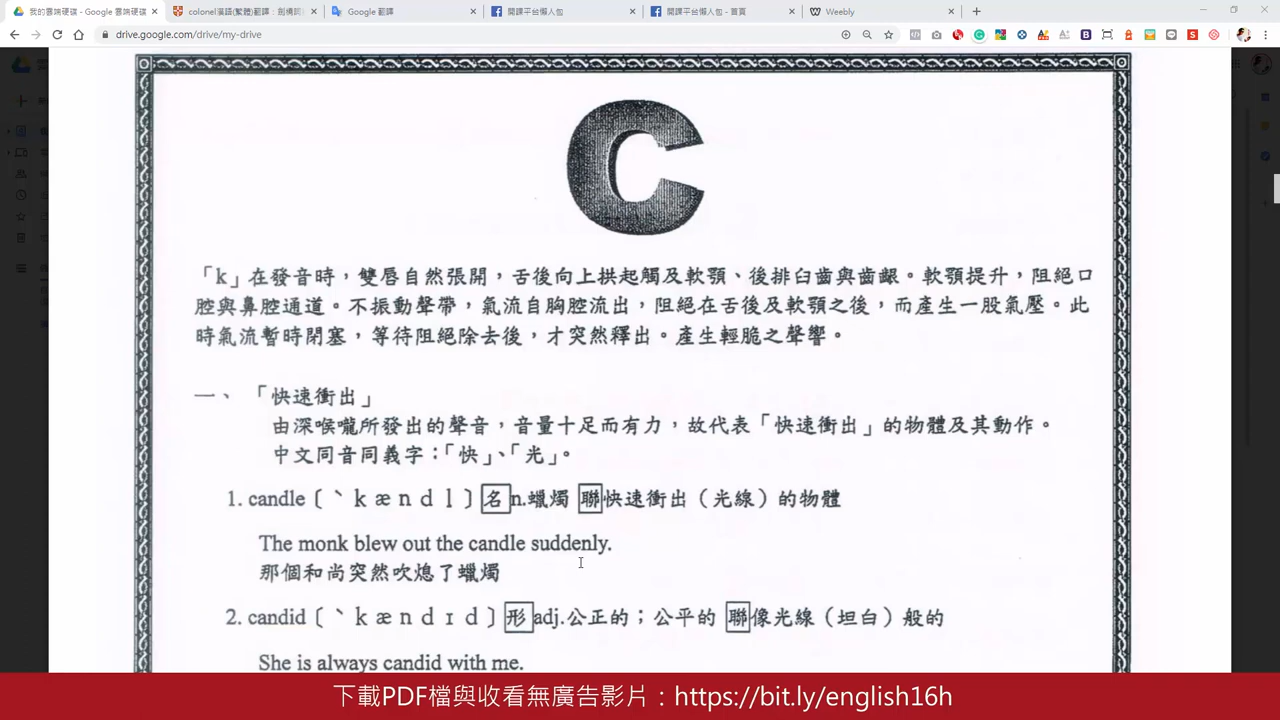 我的雲端硬碟 - Google 雲端硬碟
colonel漢語(繁體)翻譯：劍橋詞
Google 翻譯
開課平台懶人包
開課平台懶人包 - 首頁
Weebly
drive.google.com/drive/my-drive
C
「k」在發音時，雙唇自然張開，舌後向上拱起觸及軟顎、後排臼齒與齒齦。軟顎提升，阻絕口
腔與鼻腔通道。不振動聲帶，氣流自胸腔流出，阻絕在舌後及軟顎之後，而產生一股氣壓。此
時氣流暫時閉塞，等待阻絕除去後，才突然釋出。產生輕脆之聲響。
一、「快速衝出」
由深喉嚨所發出的聲音，音量十足而有力，故代表「快速衝出」的物體及其動作。
中文同音同義字：「快」、「光」。
1. candle〔ˋkændl〕名n.蠟燭 聯快速衝出（光線）的物體
The monk blew out the candle suddenly.
那個和尚突然吹熄了蠟燭
2. candid〔ˋkændɪd〕形adj.公正的；公平的 聯像光線（坦白）般的
She is always candid with me.
下載PDF檔與收看無廣告影片：https://bit.ly/english16h